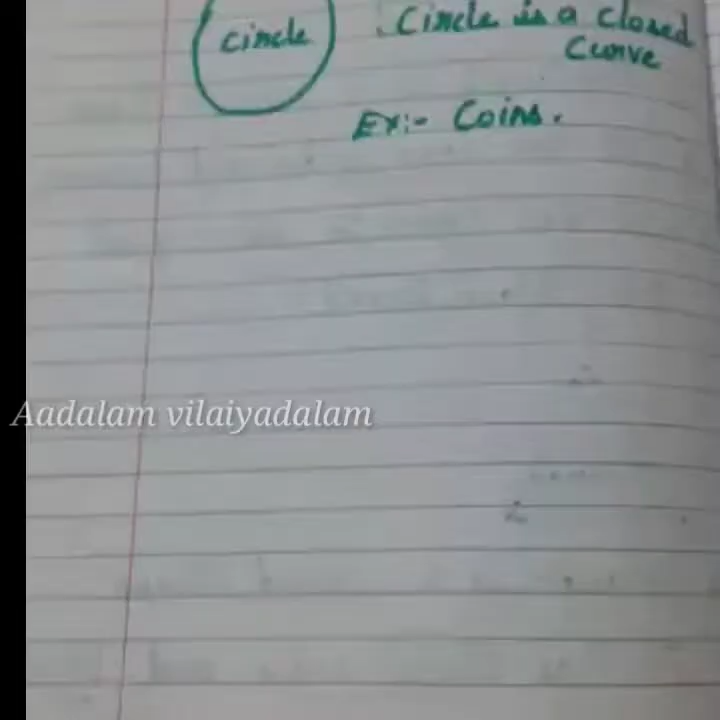 circle
. Circle is a closed
Curve
Ex:- Coins.
Aadalam vilaiyadalam